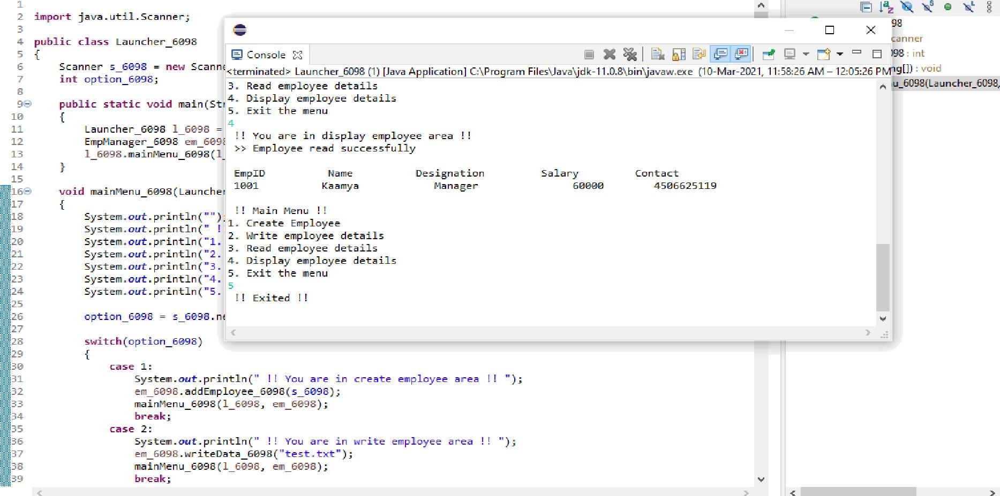 1
2 import java.util.Scanner;
3
4 public class Launcher_6098
5 {
6 Scanner s_6098 = new Scanne
7 int option_6098;
8
9 public static void main(Str
10 {
11 Launcher_6098 l_6098 =
12 EmpManager_6098 em_6098
13 l_6098.mainMenu_6098(l_
14 }
15
16 void mainMenu_6098(Launcher
17 {
18 System.out.println("");
19 System.out.println(" !
20 System.out.println("1.
21 System.out.println("2.
22 System.out.println("3.
23 System.out.println("4.
24 System.out.println("5.
25
26 option_6098 = s_6098.ne
27
28 switch(option_6098)
29 {
30 case 1:
31 System.out.println(" !! You are in create employee area !! ");
32 em_6098.addEmployee_6098(s_6098);
33 mainMenu_6098(l_6098, em_6098);
34 break;
35 case 2:
36 System.out.println(" !! You are in write employee area !! ");
37 em_6098.writeData_6098("test.txt");
38 mainMenu_6098(l_6098, em_6098);
39 break;
Console
<terminated> Launcher_6098 (1) [Java Application] C:\Program Files\Java\jdk-11.0.8\bin\javaw.exe (10-Mar-2021, 11:58:26 AM – 12:05:26 PM
3. Read employee details
4. Display employee details
5. Exit the menu
4
!! You are in display employee area !!
>> Employee read successfully
EmpID Name Designation Salary Contact
1001 Kaamya Manager 60000 4506625119
!! Main Menu !!
1. Create Employee
2. Write employee details
3. Read employee details
4. Display employee details
5. Exit the menu
5
!! Exited !!
98
canner
098 : int
ng[]) : void
u_6098(Launcher_6098,